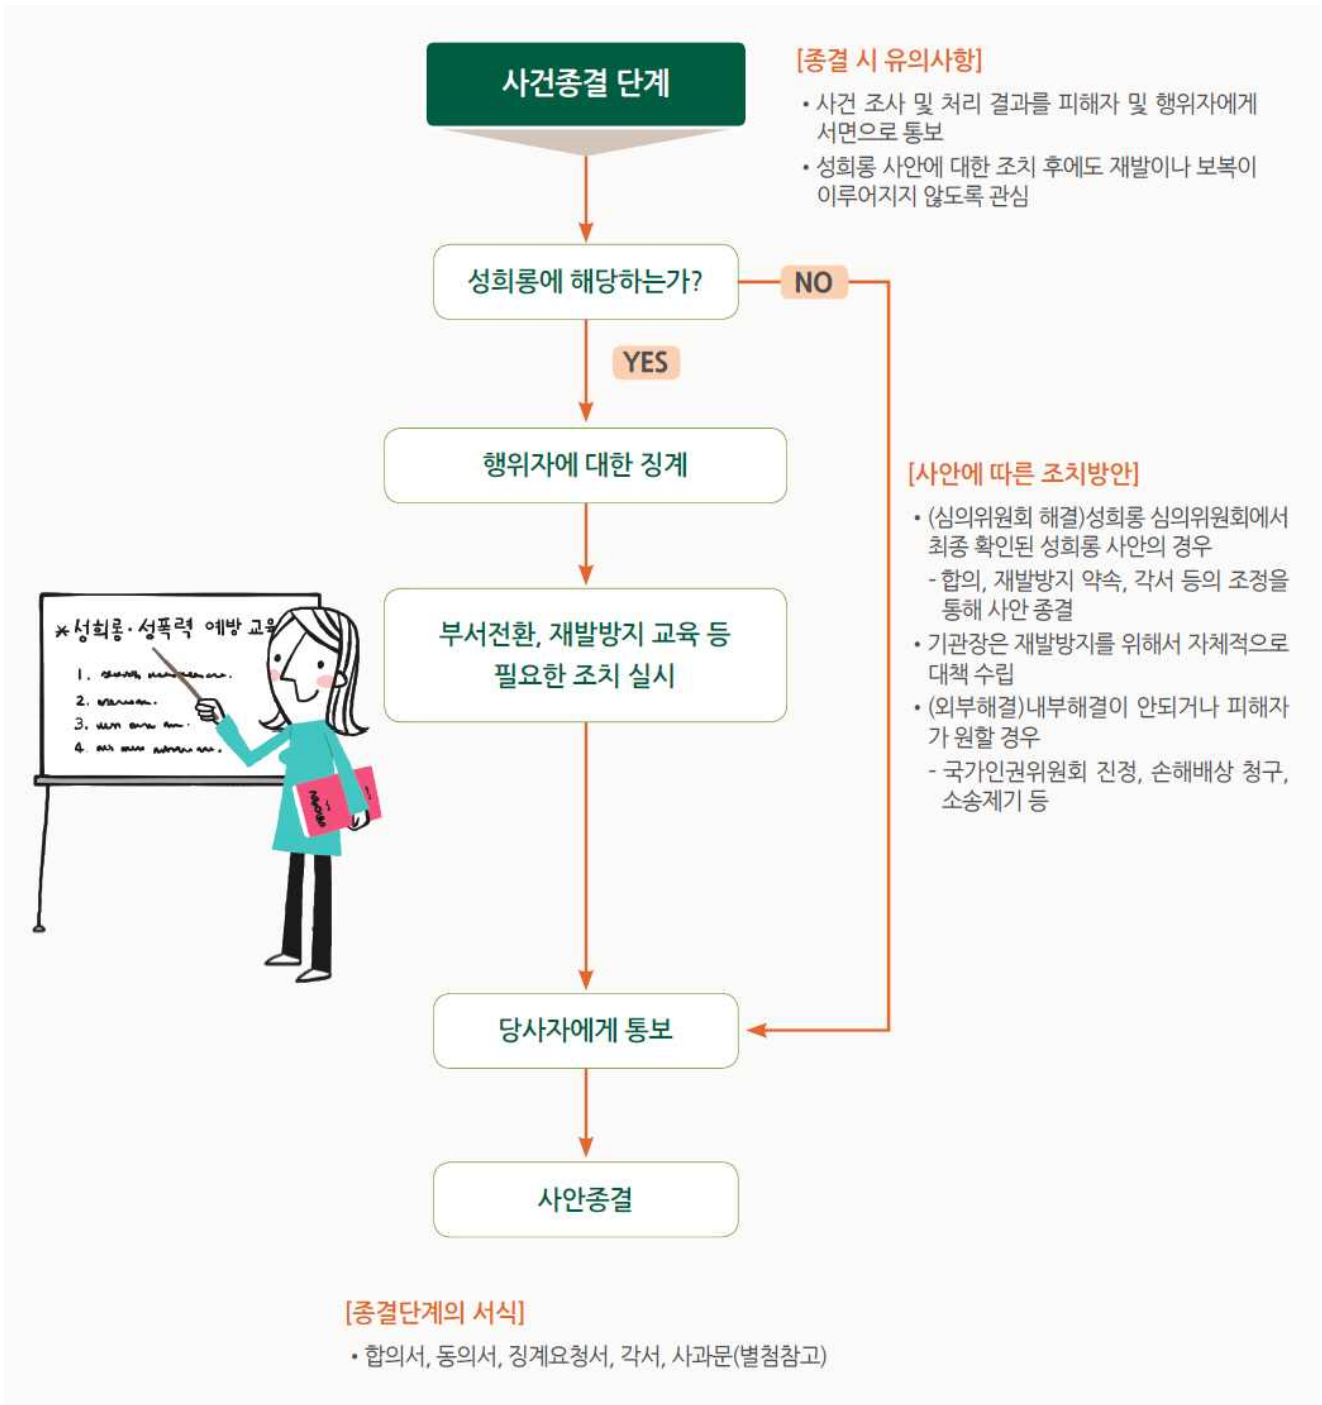 사건종결 단계
[종결 시 유의사항]
• 사건 조사 및 처리 결과를 피해자 및 행위자에게
서면으로 통보
• 성희롱 사안에 대한 조치 후에도 재발이나 보복이
이루어지지 않도록 관심
성희롱에 해당하는가?
NO
YES
행위자에 대한 징계
[사안에 따른 조치방안]
• (심의위원회 해결)성희롱 심의위원회에서
최종 확인된 성희롱 사안의 경우
- 합의, 재발방지 약속, 각서 등의 조정을
통해 사안 종결
• 기관장은 재발방지를 위해서 자체적으로
대책 수립
• (외부해결)내부해결이 안되거나 피해자
가 원할 경우
- 국가인권위원회 진정, 손해배상 청구,
소송제기 등
*성희롱·성폭력 예방 교육
1.
2.
3.
4.
부서전환, 재발방지 교육 등
필요한 조치 실시
당사자에게 통보
사안종결
[종결단계의 서식]
• 합의서, 동의서, 징계요청서, 각서, 사과문(별첨참고)